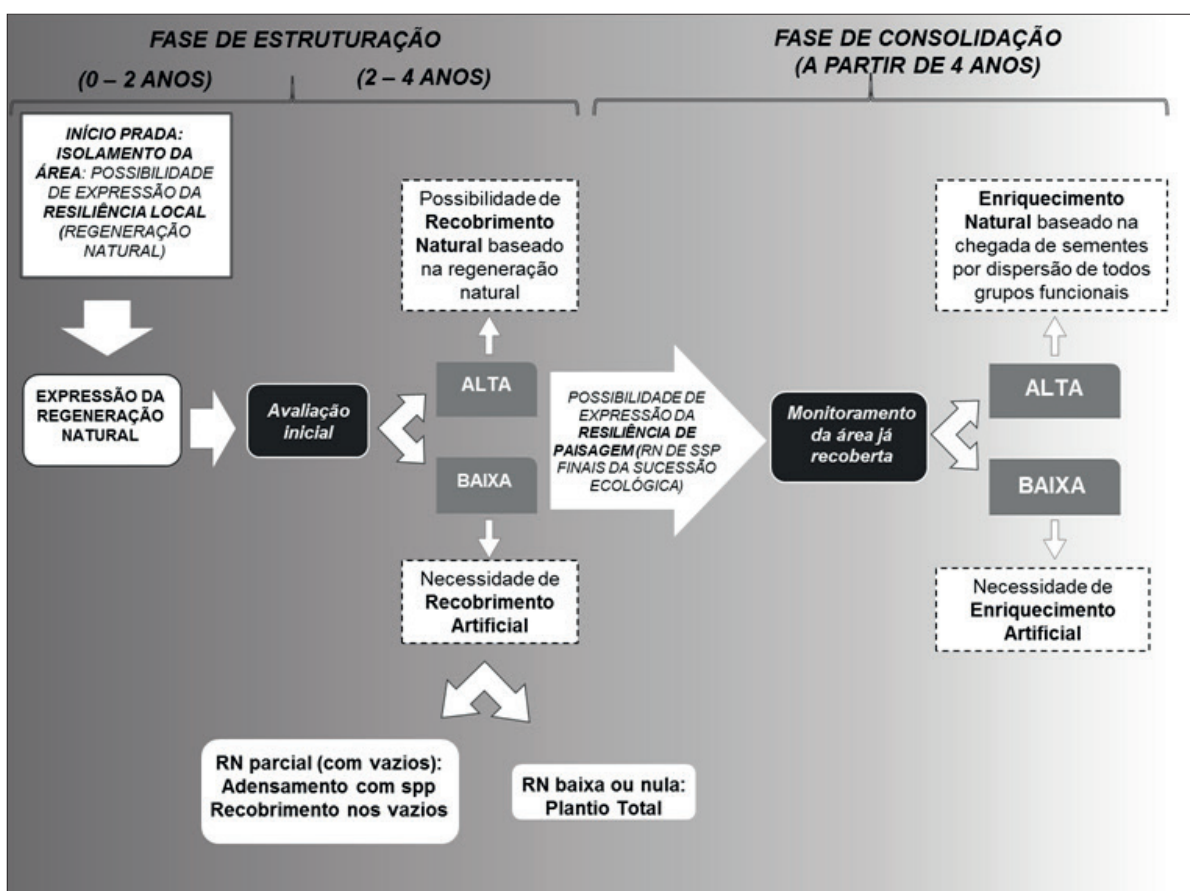 FASE DE ESTRUTURAÇÃO
(0 – 2 ANOS)
(2 – 4 ANOS)
FASE DE CONSOLIDAÇÃO
(A PARTIR DE 4 ANOS)
INÍCIO PRADA:
ISOLAMENTO DA
ÁREA: POSSIBILIDADE
DE EXPRESSÃO DA
RESILIÊNCIA LOCAL
(REGENERAÇÃO
NATURAL)
EXPRESSÃO DA
REGENERAÇÃO
NATURAL
Avaliação
inicial
Possibilidade de
Recobrimento
Natural baseado
na regeneração
natural
ALTA
BAIXA
Necessidade de
Recobrimento
Artificial
RN parcial (com vazios):
Adensamento com spp
Recobrimento nos vazios
RN baixa ou nula:
Plantio Total
POSSIBILIDADE DE
EXPRESSÃO DA
RESILIÊNCIA DE
PAISAGEM (RN DE SSP
FINAIS DA SUCESSÃO
ECOLÓGICA)
Monitoramento
da área já
recoberta
Enriquecimento
Natural baseado na
chegada de sementes
por dispersão de todos
grupos funcionais
ALTA
BAIXA
Necessidade de
Enriquecimento
Artificial